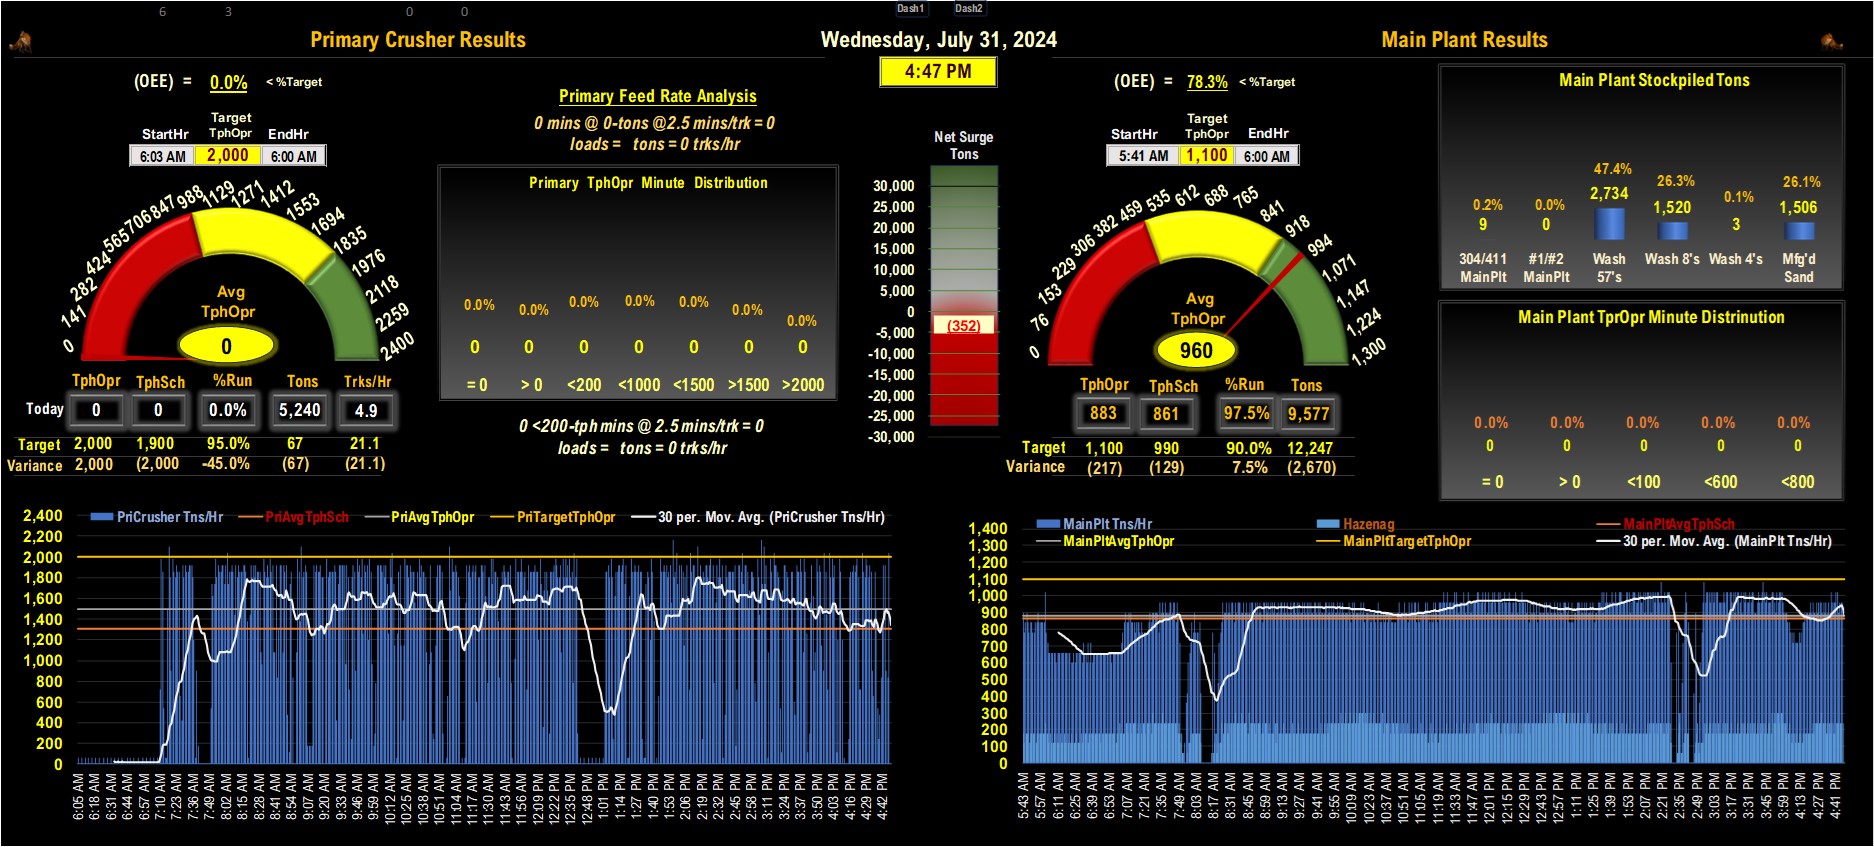 6 3 0 0 Dash1 Dash2
Primary Crusher Results
Wednesday, July 31, 2024
Main Plant Results
4:47 PM
(OEE) = 0.0% < %Target
Target
StartHr TphOpr EndHr
6:03 AM 2,000 6:00 AM
0 141 282 424 565 706 847 988 1129 1271 1412 1553 1694 1835 1976 2118 2259 2400
Avg
TphOpr
0
TphOpr TphSch %Run Tons Trks/Hr
Today 0 0 0.0% 5,240 4.9
Target 2,000 1,900 95.0% 67 21.1
Variance 2,000 (2,000 -45.0% (67) (21.1)
Primary Feed Rate Analysis
0 mins @ 0-tons @2.5 mins/trk = 0
loads = tons = 0 trks/hr
Primary TphOpr Minute Distribution
0.0% 0.0% 0.0% 0.0% 0.0% 0.0% 0.0%
0 0 0 0 0 0 0
= 0 > 0 <200 <1000 <1500 >1500 >2000
0 <200-tph mins @ 2.5 mins/trk = 0
loads = tons = 0 trks/hr
Net Surge
Tons
30,000
25,000
20,000
15,000
10,000
5,000
0
(352)
-5,000
-10,000
-15,000
-20,000
-25,000
-30,000
(OEE) = 78.3% < %Target
Target
StartHr TphOpr EndHr
5:41 AM 1,100 6:00 AM
0 76 153 229 306 382 459 535 612 688 765 841 918 994 1,071 1,147 1,224 1,300
Avg
TphOpr
960
TphOpr TphSch %Run Tons
883 861 97.5% 9,577
Target 1,100 990 90.0% 12,247
Variance (217) (129) 7.5% (2,670)
Main Plant Stockpiled Tons
0.2% 0.0% 47.4% 26.3% 0.1% 26.1%
9 0 2,734 1,520 3 1,506
304/411 #1/#2 Wash Wash 8's Wash 4's Mfg'd
MainPlt MainPlt 57's Sand
Main Plant TprOpr Minute Distrinution
0.0% 0.0% 0.0% 0.0% 0.0%
0 0 0 0 0
= 0 > 0 <100 <600 <800
PriCrusher Tns/Hr PriAvgTphSch PriAvgTphOpr PriTargetTphOpr 30 per. Mov. Avg. (PriCrusher Tns/Hr)
2,400
2,200
2,000
1,800
1,600
1,400
1,200
1,000
800
600
400
200
0
6:05 AM 6:18 AM 6:31 AM 6:44 AM 6:57 AM 7:10 AM 7:23 AM 7:36 AM 7:49 AM 8:02 AM 8:15 AM 8:28 AM 8:41 AM 8:54 AM 9:07 AM 9:20 AM 9:33 AM 9:46 AM 9:59 AM 10:12 AM 10:25 AM 10:38 AM 10:51 AM 11:04 AM 11:17 AM 11:30 AM 11:43 AM 11:56 AM 12:09 PM 12:22 PM 12:35 PM 12:48 PM 1:01 PM 1:14 PM 1:27 PM 1:40 PM 1:53 PM 2:06 PM 2:19 PM 2:32 PM 2:45 PM 2:58 PM 3:11 PM 3:24 PM 3:37 PM 3:50 PM 4:03 PM 4:16 PM 4:29 PM 4:42 PM
MainPlt Tns/Hr Hazenag MainPltAvgTphSch
MainPltAvgTphOpr MainPltTargetTphOpr 30 per. Mov. Avg. (MainPlt Tns/Hr)
1,400
1,300
1,200
1,100
1,000
900
800
700
600
500
400
300
200
100
0
5:43 AM 5:57 AM 6:11 AM 6:25 AM 6:39 AM 6:53 AM 7:07 AM 7:21 AM 7:35 AM 7:49 AM 8:03 AM 8:17 AM 8:31 AM 8:45 AM 8:59 AM 9:13 AM 9:27 AM 9:41 AM 9:55 AM 10:09 AM 10:23 AM 10:37 AM 10:51 AM 11:05 AM 11:19 AM 11:33 AM 11:47 AM 12:01 PM 12:15 PM 12:29 PM 12:43 PM 12:57 PM 1:11 PM 1:25 PM 1:39 PM 1:53 PM 2:07 PM 2:21 PM 2:35 PM 2:49 PM 3:03 PM 3:17 PM 3:31 PM 3:45 PM 3:59 PM 4:13 PM 4:27 PM 4:41 PM